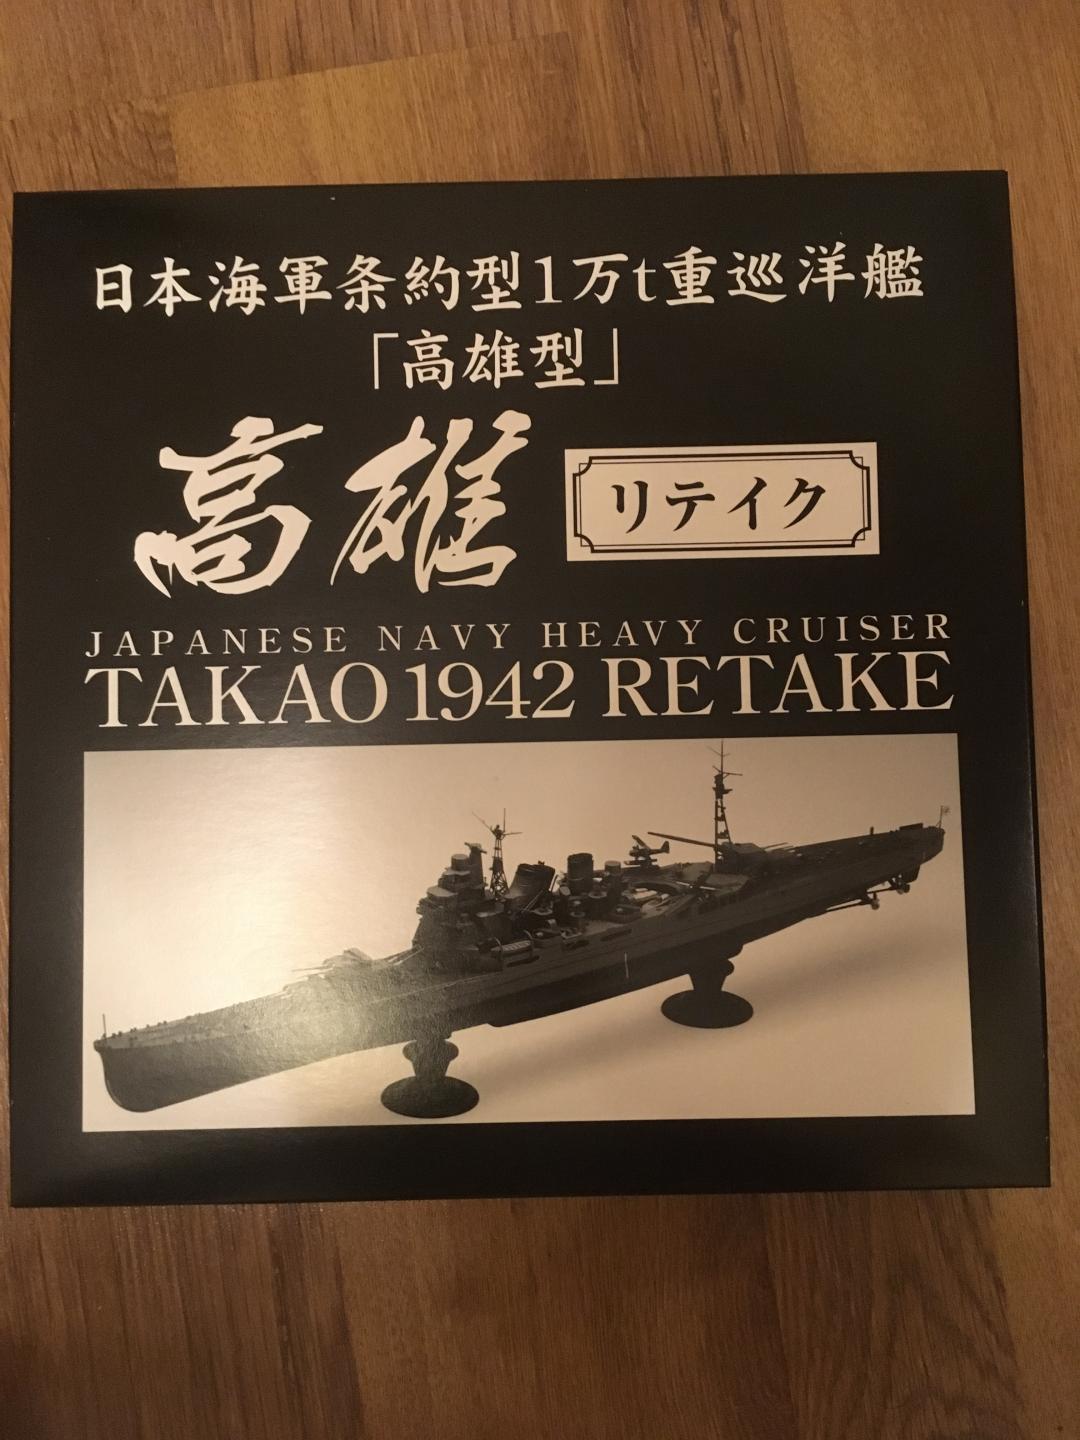 日本海軍条約型1万t重巡洋艦
「高雄型」
高雄 リテイク
JAPANESE NAVY HEAVY CRUISER
TAKAO 1942 RETAKE